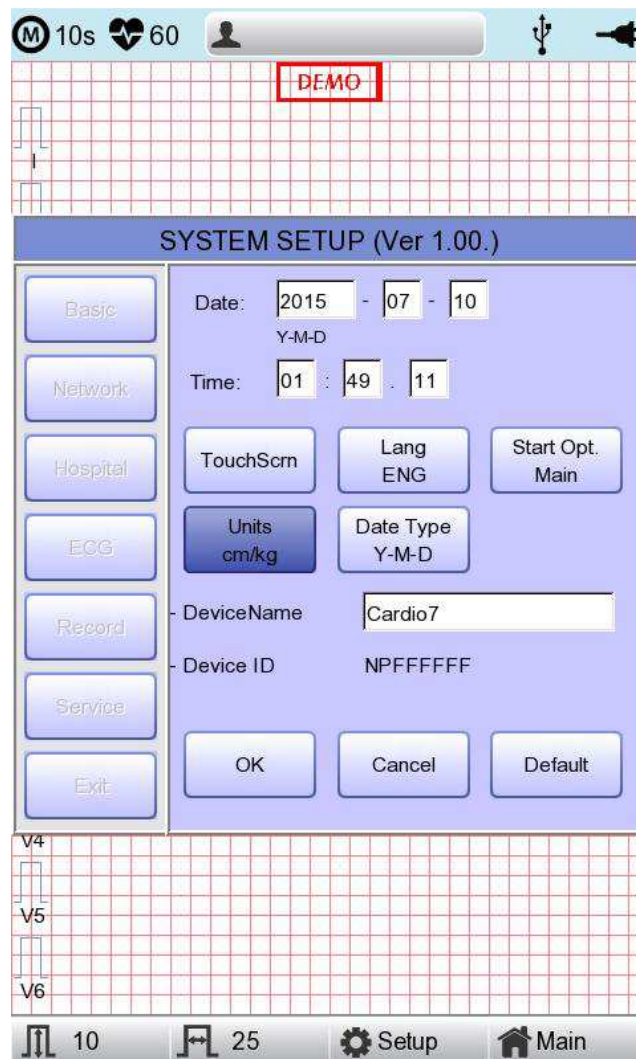 M 10s 60
DEMO
I
SYSTEM SETUP (Ver 1.00.)
Basic
Network
Hospital
ECG
Record
Service
Exit
Date: 2015 - 07 - 10
Y-M-D
Time: 01 : 49 . 11
TouchScrn
Lang
ENG
Start Opt.
Main
Units
cm/kg
Date Type
Y-M-D
- DeviceName Cardio7
- Device ID NPFFFFFF
OK Cancel Default
V4
V5
V6
10 25 Setup Main